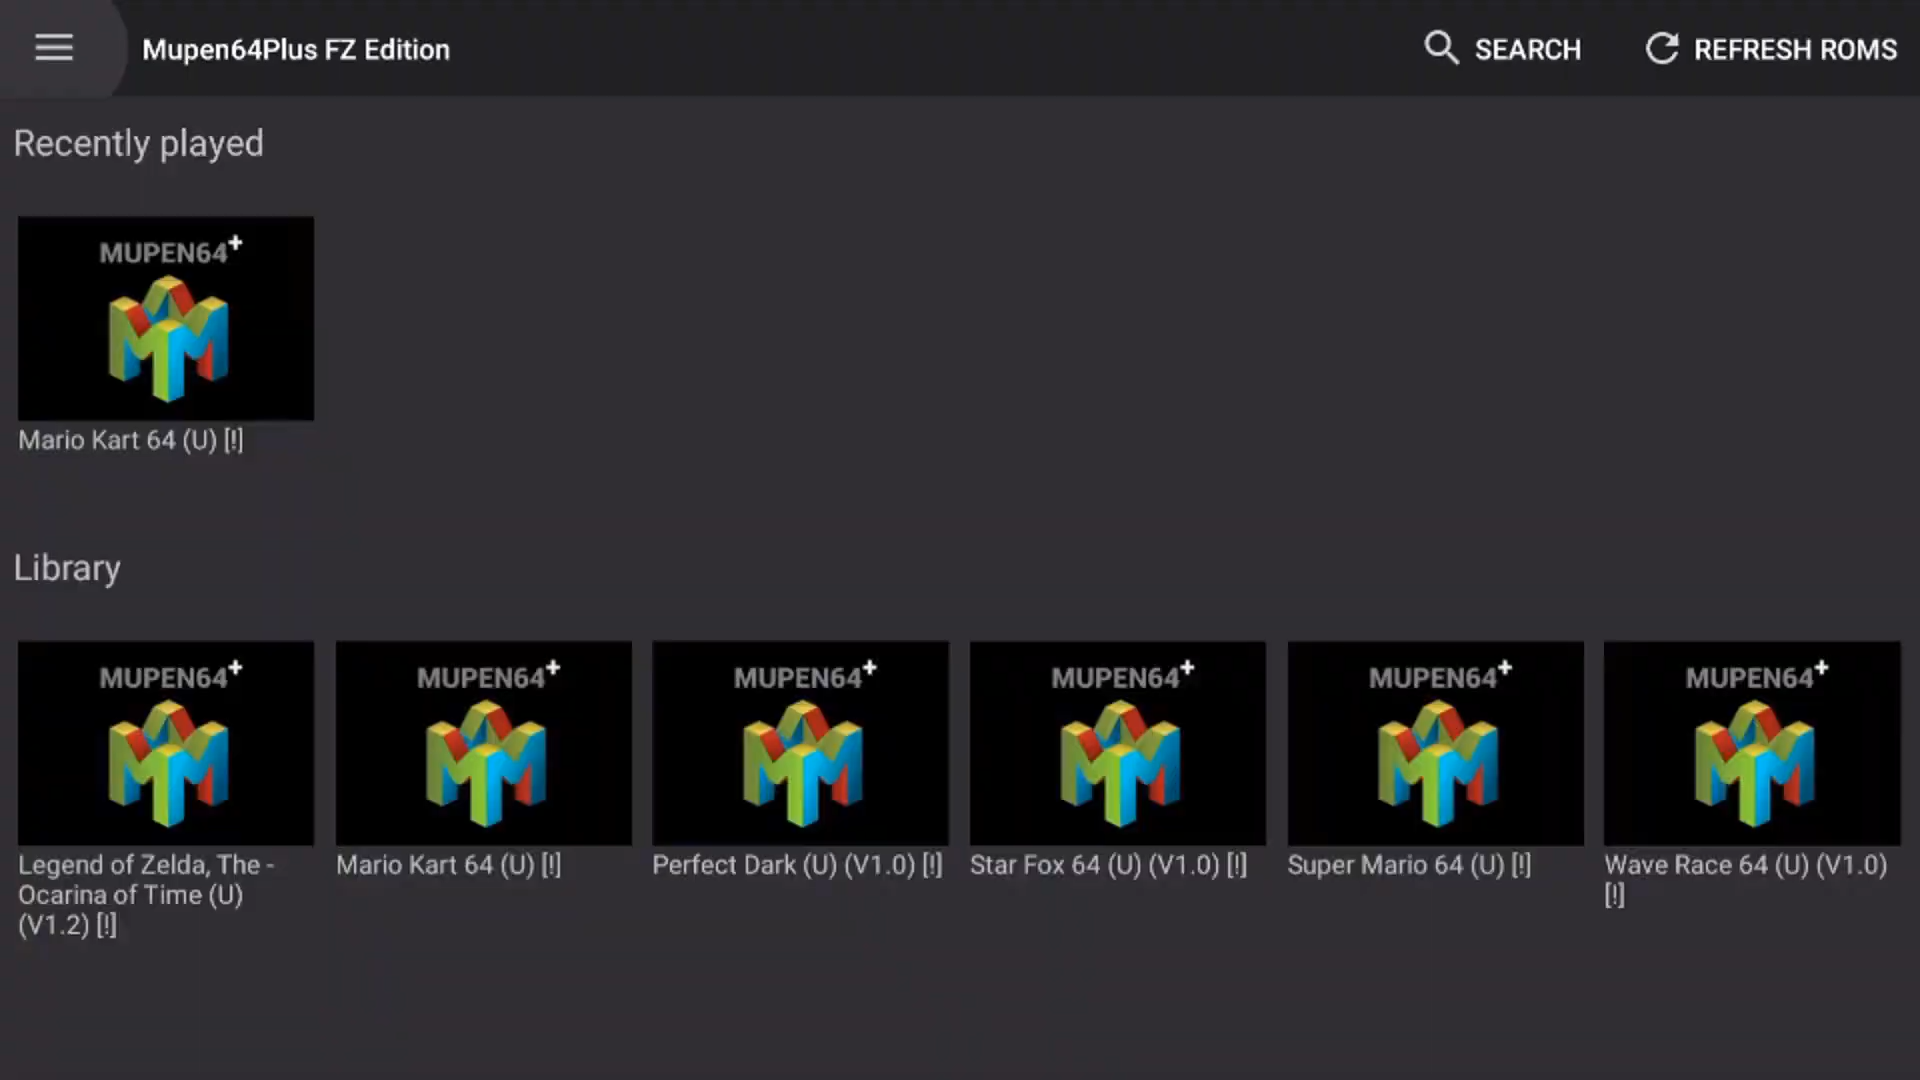 Mupen64Plus FZ Edition
SEARCH
REFRESH ROMS
Recently played
MUPEN64+
Mario Kart 64 (U) [!]
Library
MUPEN64+
MUPEN64+
MUPEN64+
MUPEN64+
MUPEN64+
MUPEN64+
Legend of Zelda, The -
Ocarina of Time (U)
(V1.2) [!]
Mario Kart 64 (U) [!]
Perfect Dark (U) (V1.0) [!]
Star Fox 64 (U) (V1.0) [!]
Super Mario 64 (U) [!]
Wave Race 64 (U) (V1.0)
[!]